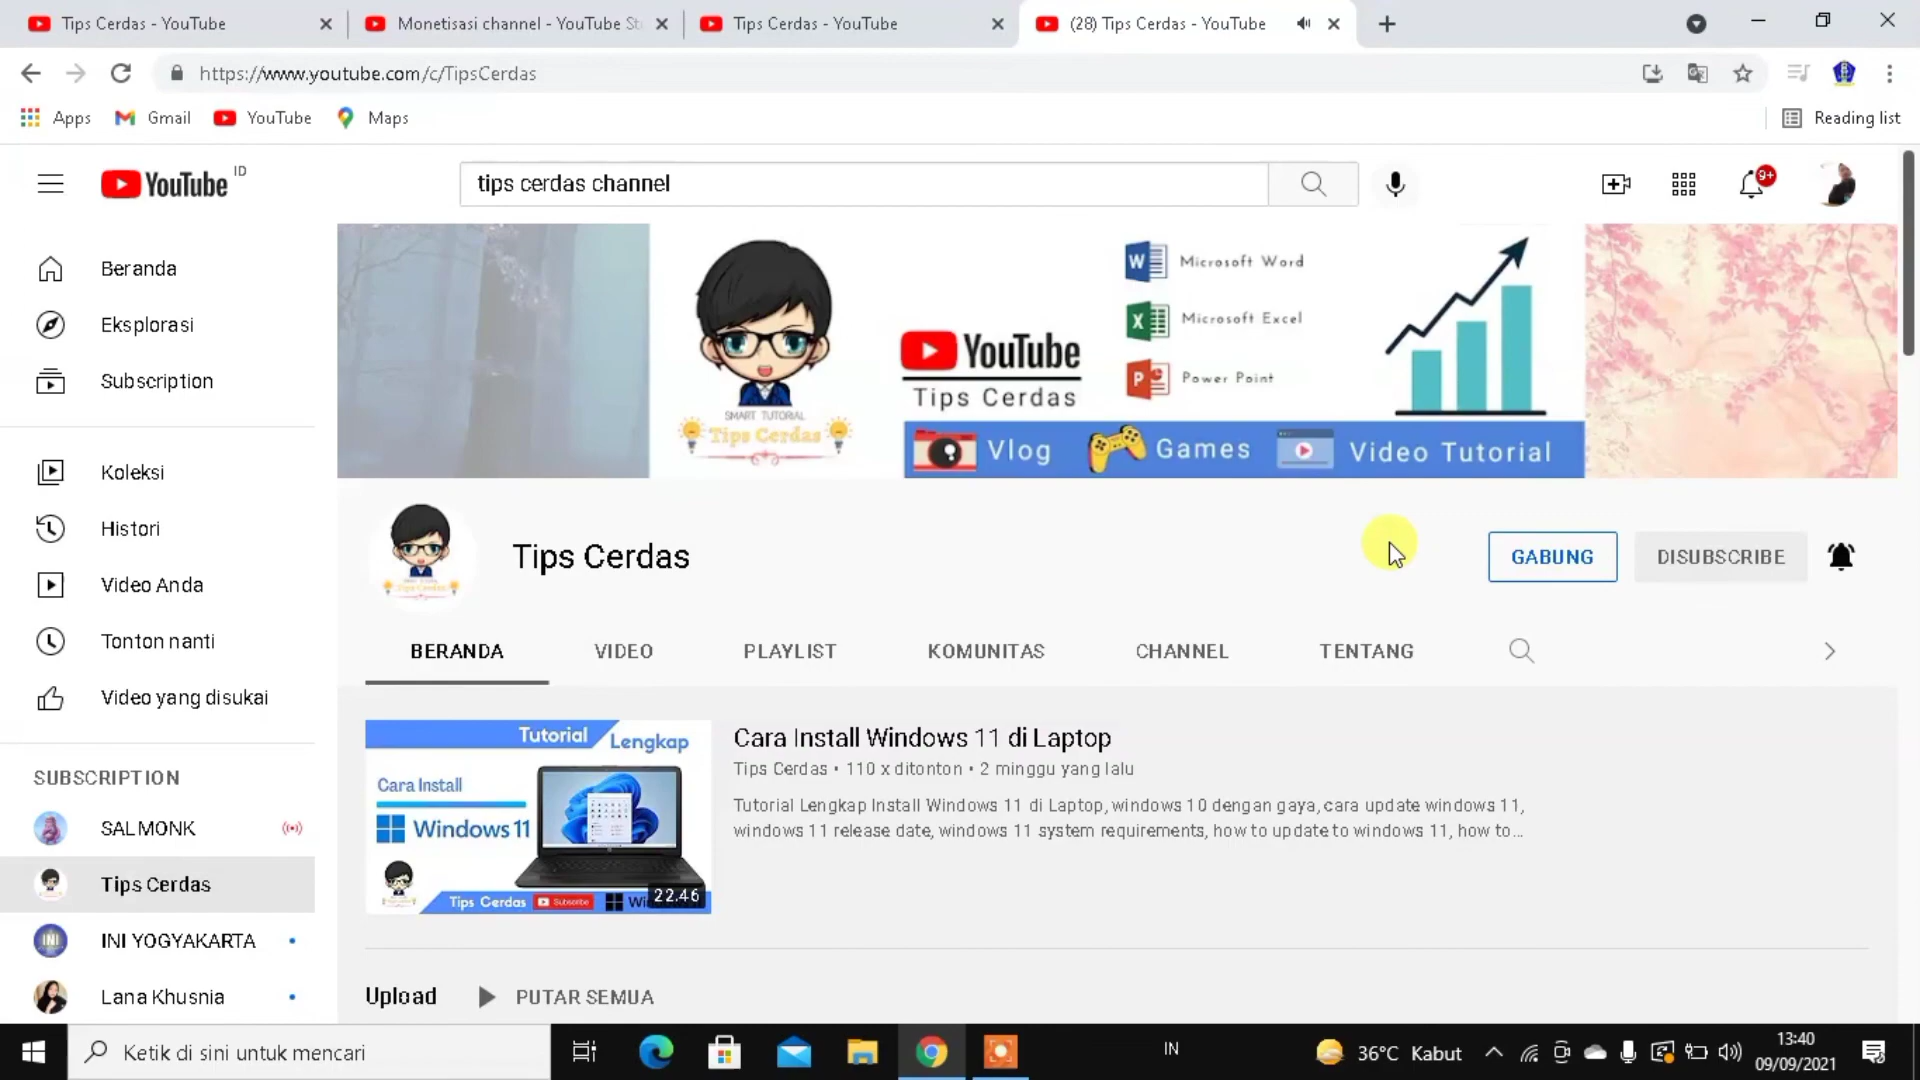 Tips Cerdas - YouTube
Monetisasi channel - YouTube St
Tips Cerdas - YouTube
(28) Tips Cerdas - YouTube
https://www.youtube.com/c/TipsCerdas
Apps
Gmail
YouTube
Maps
Reading list
YouTube ID
tips cerdas channel
9+
Beranda
Eksplorasi
Subscription
Koleksi
Histori
Video Anda
Tonton nanti
Video yang disukai
SUBSCRIPTION
SALMONK
Tips Cerdas
INI YOGYAKARTA
Lana Khusnia
SMART TUTORIAL
Tips Cerdas
YouTube
Tips Cerdas
Microsoft Word
Microsoft Excel
Power Point
Vlog
Games
Video Tutorial
Tips Cerdas
GABUNG
DISUBSCRIBE
BERANDA
VIDEO
PLAYLIST
KOMUNITAS
CHANNEL
TENTANG
Tutorial Lengkap
Cara Install
Windows 11
Tips Cerdas
Subscribe
Wi
22.46
Cara Install Windows 11 di Laptop
Tips Cerdas • 110 x ditonton • 2 minggu yang lalu
Tutorial Lengkap Install Windows 11 di Laptop, windows 10 dengan gaya, cara update windows 11,
windows 11 release date, windows 11 system requirements, how to update to windows 11, how to...
Upload
PUTAR SEMUA
Ketik di sini untuk mencari
IN
36°C Kabut
13:40
09/09/2021